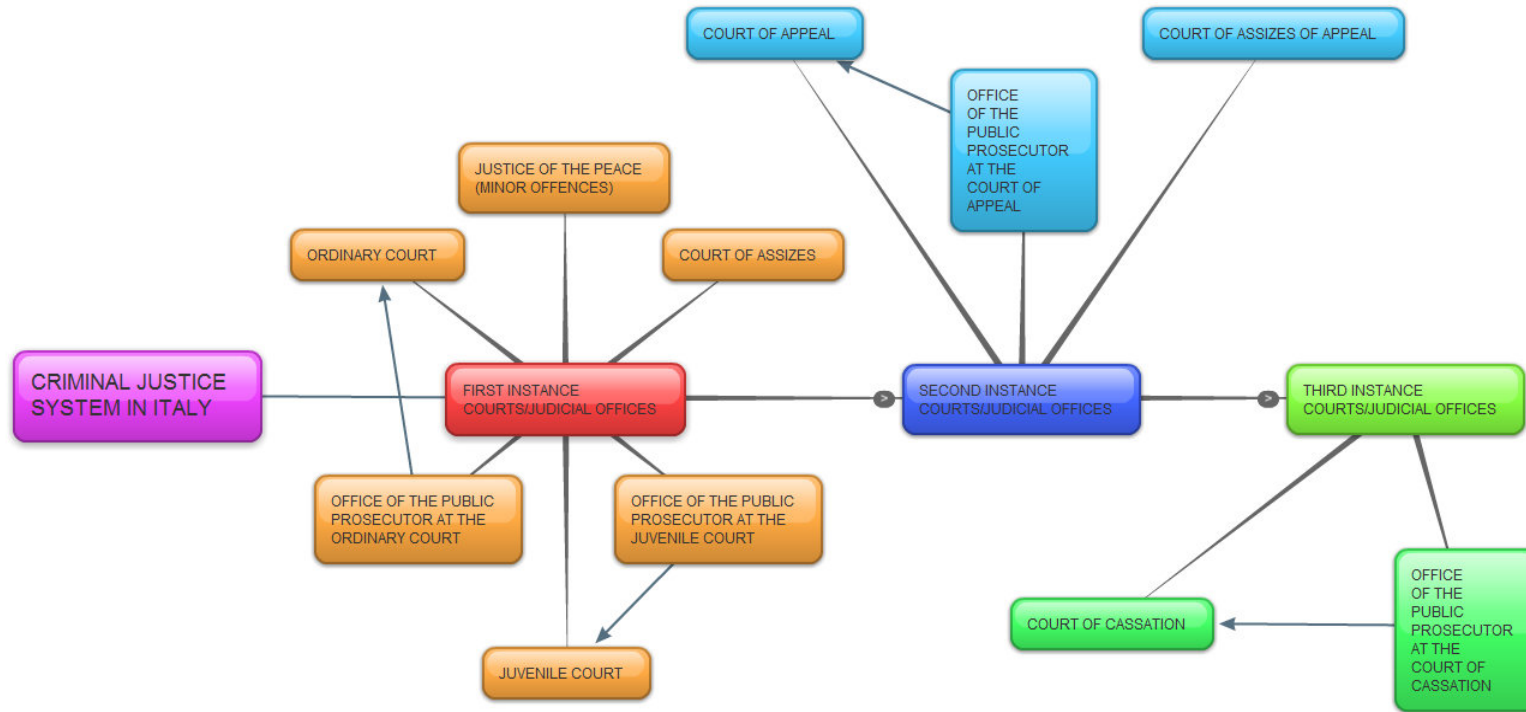 COURT OF APPEAL
COURT OF ASSIZES OF APPEAL
OFFICE
OF THE
PUBLIC
PROSECUTOR
AT THE
COURT OF
APPEAL
JUSTICE OF THE PEACE
(MINOR OFFENCES)
ORDINARY COURT
COURT OF ASSIZES
CRIMINAL JUSTICE
SYSTEM IN ITALY
FIRST INSTANCE
COURTS/JUDICIAL OFFICES
>
SECOND INSTANCE
COURTS/JUDICIAL OFFICES
>
THIRD INSTANCE
COURTS/JUDICIAL OFFICES
OFFICE OF THE PUBLIC
PROSECUTOR AT THE
ORDINARY COURT
OFFICE OF THE PUBLIC
PROSECUTOR AT THE
JUVENILE COURT
JUVENILE COURT
COURT OF CASSATION
OFFICE
OF THE
PUBLIC
PROSECUTOR
AT THE
COURT OF
CASSATION